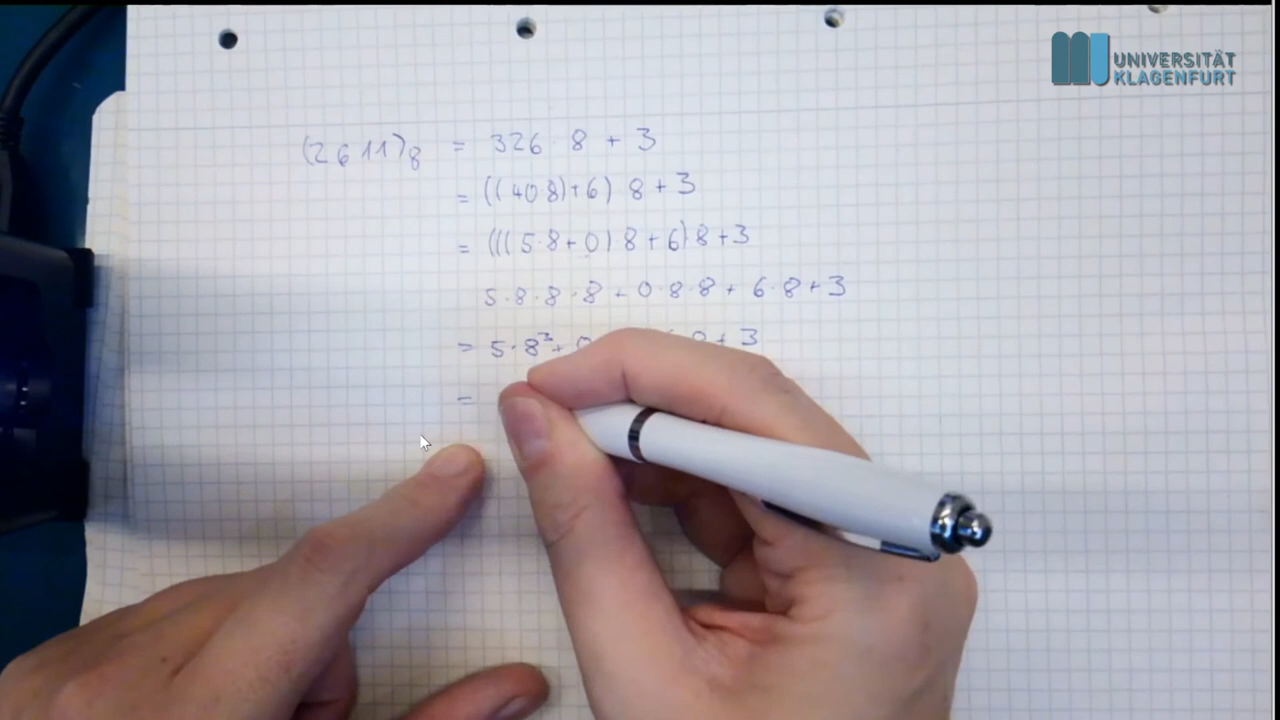 UNIVERSITÄT
KLAGENFURT
(2611)8 = 326 · 8 + 3
= ((40·8)+6) 8 + 3
= (((5·8+0) 8+6) 8+3
5·8·8·8 + 0·8·8 + 6·8+3
= 5·8³+ + 3
=